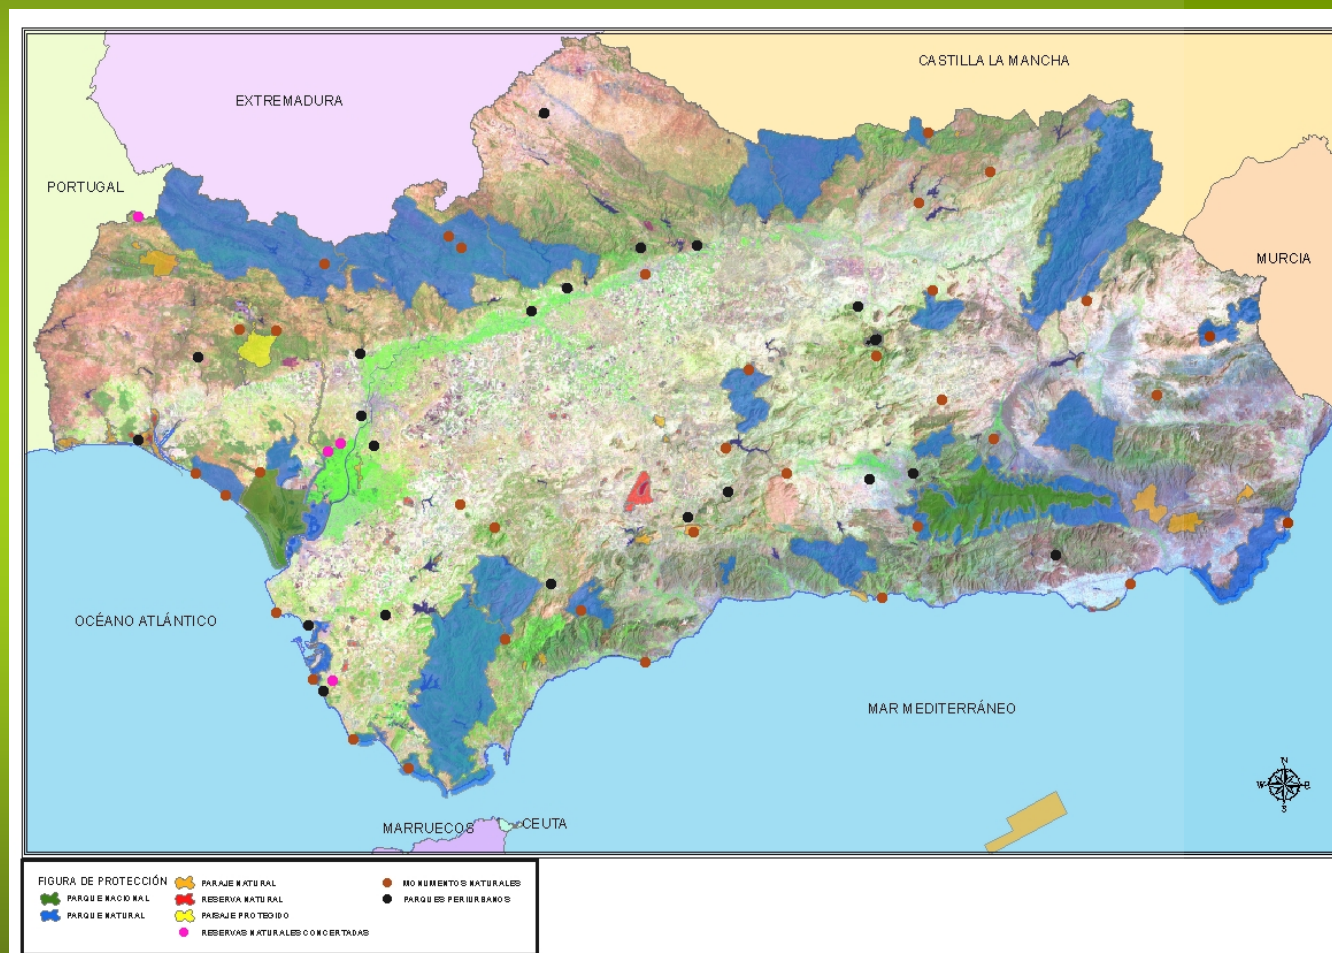 CASTILLA LA MANCHA
EXTREMADURA
PORTUGAL
MURCIA
OCÉANO ATLÁNTICO
MAR MEDITERRÁNEO
N
W E
S
MARRUECOS
CEUTA
FIGURA DE PROTECCIÓN
PARQUE NACIONAL
PARQUE NATURAL
PARAJE NATURAL
RESERVA NATURAL
PAISAJE PROTEGIDO
RESERVAS NATURALES CONCERTADAS
MONUMENTOS NATURALES
PARQUES PERIURBANOS